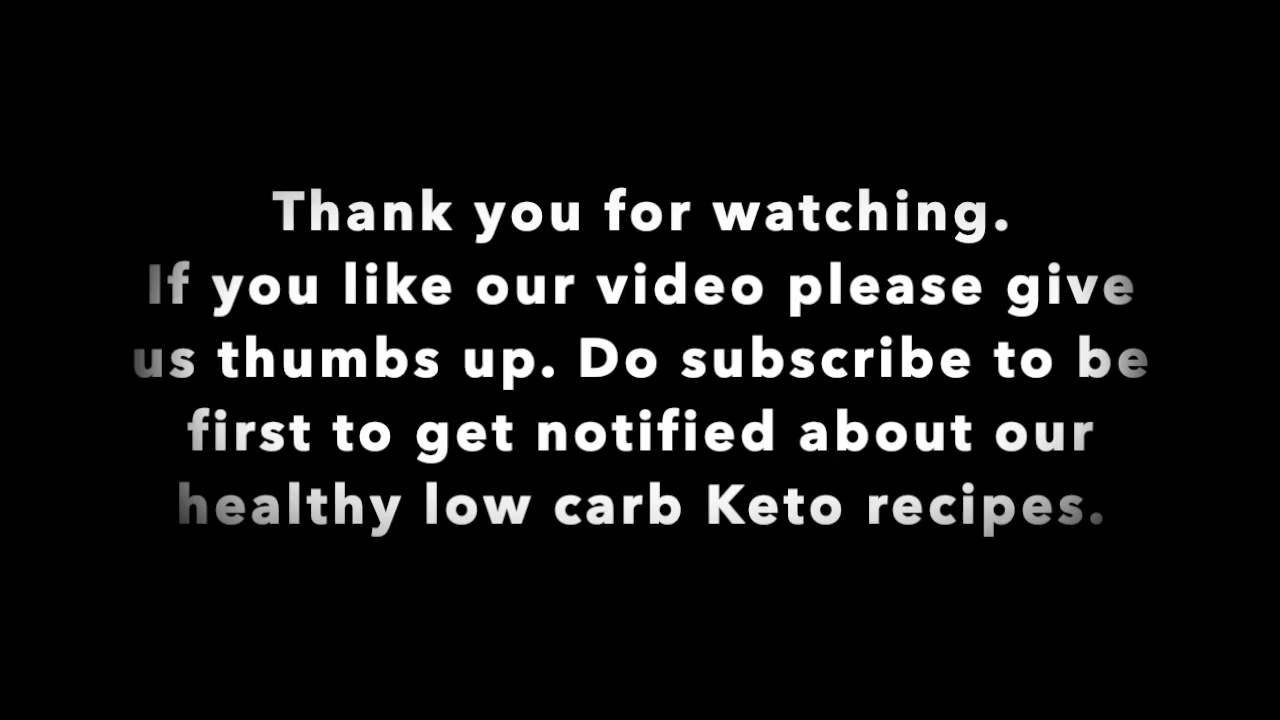 Thank you for watching.
If you like our video please give
us thumbs up. Do subscribe to be
first to get notified about our
healthy low carb Keto recipes.